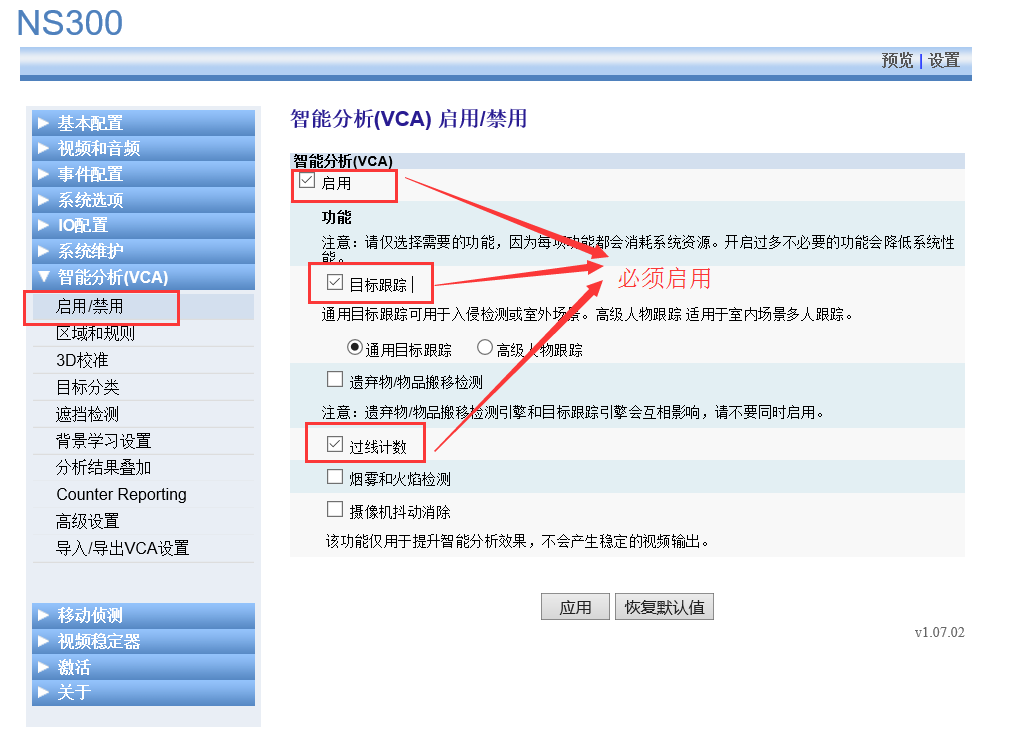 NS300
预览 | 设置
基本配置
视频和音频
事件配置
系统选项
IO配置
系统维护
智能分析(VCA)
启用/禁用
区域和规则
3D校准
目标分类
遮挡检测
背景学习设置
分析结果叠加
Counter Reporting
高级设置
导入/导出VCA设置
移动侦测
视频稳定器
激活
关于
智能分析(VCA) 启用/禁用
智能分析(VCA)
启用
功能
注意：请仅选择需要的功能，因为每项功能都会消耗系统资源。开启过多不必要的功能会降低系统性
能。
目标跟踪
必须启用
通用目标跟踪可用于入侵检测或室外场景。高级人物跟踪 适用于室内场景多人跟踪。
通用目标跟踪 高级人物跟踪
遗弃物/物品搬移检测
注意：遗弃物/物品搬移检测引擎和目标跟踪引擎会互相影响，请不要同时启用。
过线计数
烟雾和火焰检测
摄像机抖动消除
该功能仅用于提升智能分析效果，不会产生稳定的视频输出。
应用 恢复默认值
v1.07.02